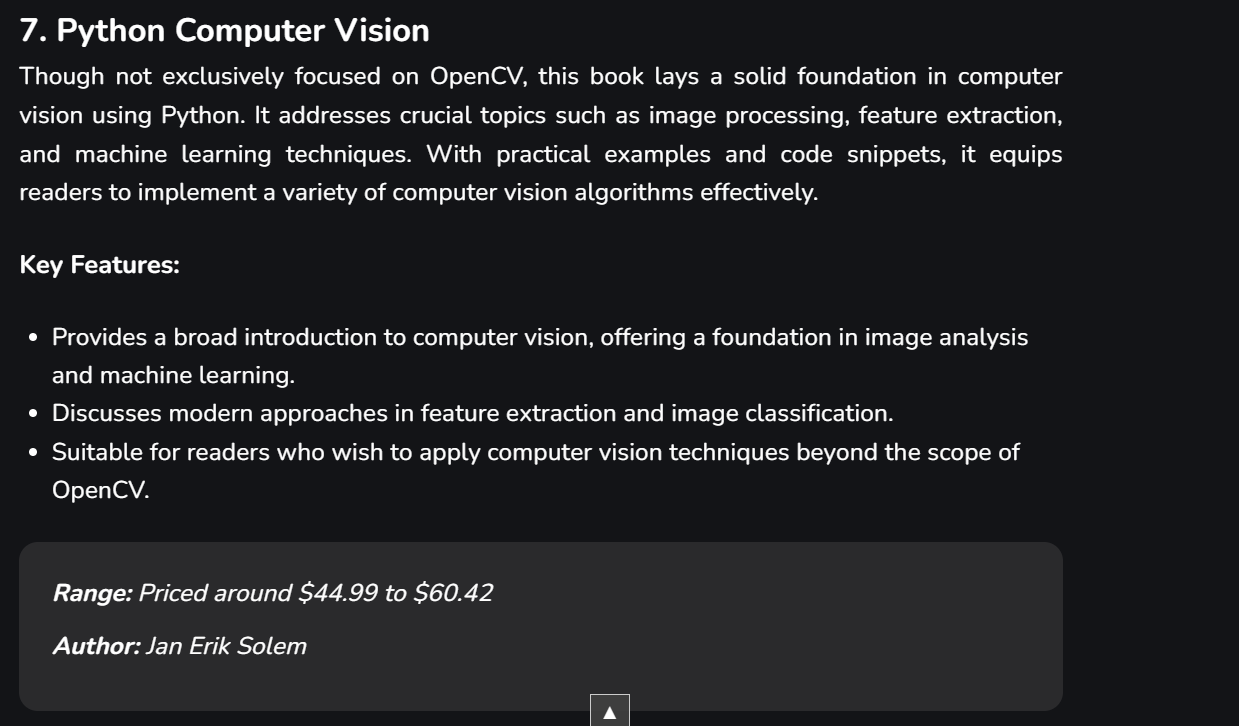 7. Python Computer Vision
Though not exclusively focused on OpenCV, this book lays a solid foundation in computer
vision using Python. It addresses crucial topics such as image processing, feature extraction,
and machine learning techniques. With practical examples and code snippets, it equips
readers to implement a variety of computer vision algorithms effectively.
Key Features:
• Provides a broad introduction to computer vision, offering a foundation in image analysis
and machine learning.
• Discusses modern approaches in feature extraction and image classification.
• Suitable for readers who wish to apply computer vision techniques beyond the scope of
OpenCV.
Range: Priced around $44.99 to $60.42
Author: Jan Erik Solem